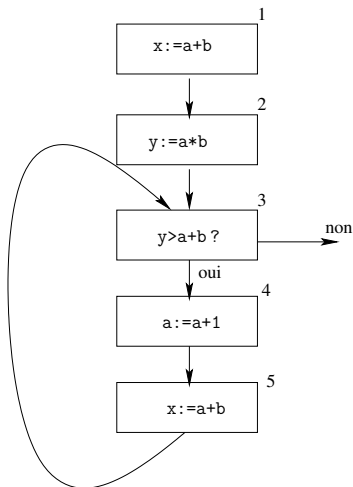 1
x:=a+b
2
y:=a*b
3
y>a+b ?
non
oui
4
a:=a+1
5
x:=a+b